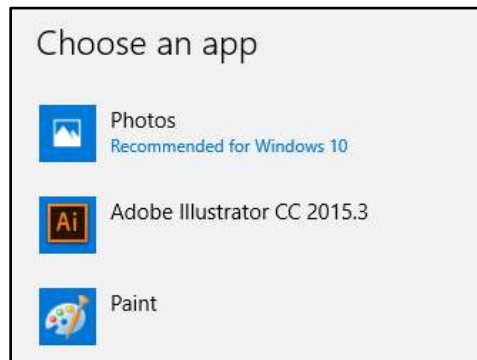 Choose an app
Photos
Recommended for Windows 10
Ai
Adobe Illustrator CC 2015.3
Paint